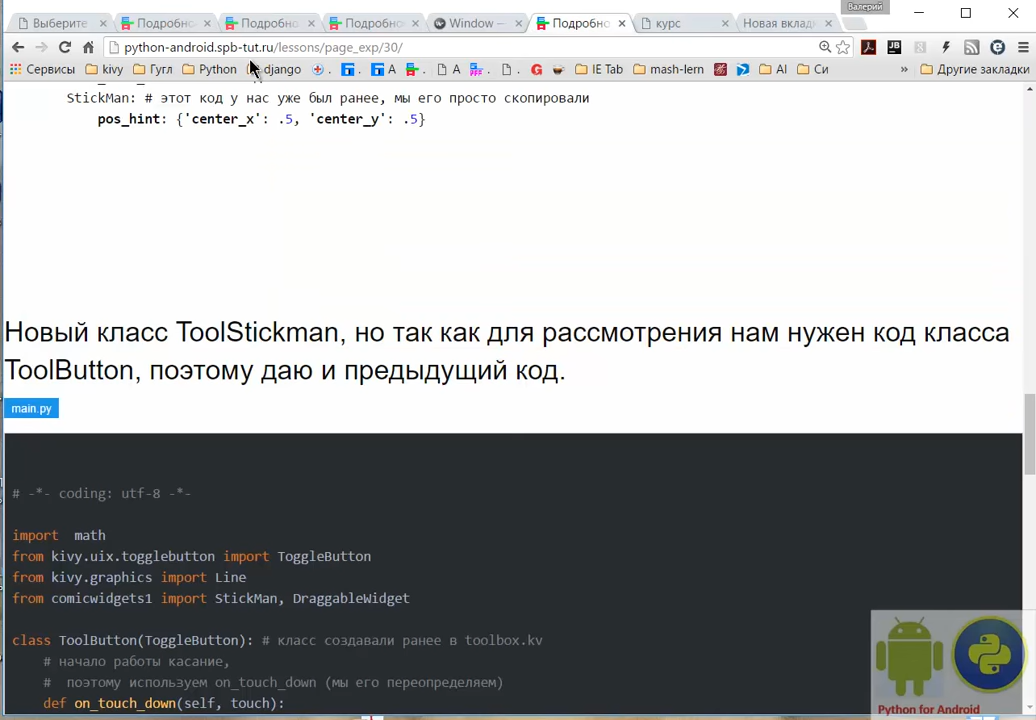 Валерий
Выберите
Подробно
Подробно
Подробно
Window —
Подробно
курс
Новая вкладк
python-android.spb-tut.ru/lessons/page_exp/30/
Сервисы kivy Гугл Python django . A A . IE Tab mash-lern AI Си » Другие закладки
StickMan: # этот код у нас уже был ранее, мы его просто скопировали
pos_hint: {'center_x': .5, 'center_y': .5}
Новый класс ToolStickman, но так как для рассмотрения нам нужен код класса
ToolButton, поэтому даю и предыдущий код.
main.py
# -*- coding: utf-8 -*-
import math
from kivy.uix.togglebutton import ToggleButton
from kivy.graphics import Line
from comicwidgets1 import StickMan, DraggableWidget
class ToolButton(ToggleButton): # класс создавали ранее в toolbox.kv
# начало работы касание,
# поэтому используем on_touch_down (мы его переопределяем)
def on_touch_down(self, touch):
Python for Android